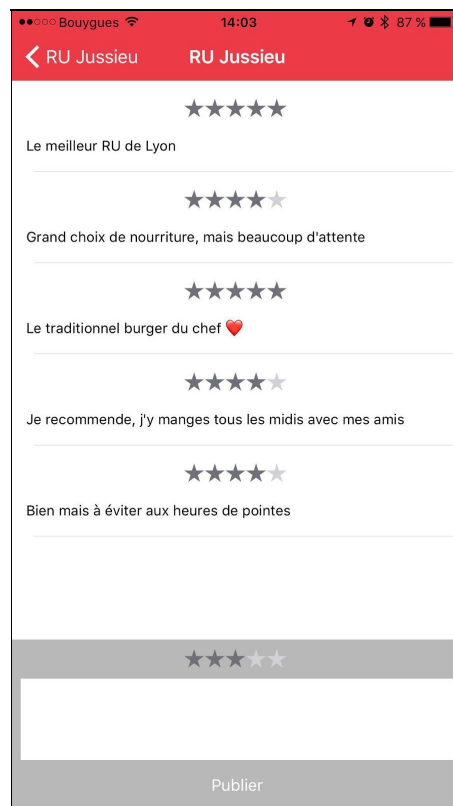 Bouygues 14:03 87 %
RU Jussieu RU Jussieu
Le meilleur RU de Lyon
Grand choix de nourriture, mais beaucoup d'attente
Le traditionnel burger du chef ❤️
Je recommende, j'y manges tous les midis avec mes amis
Bien mais à éviter aux heures de pointes
Publier